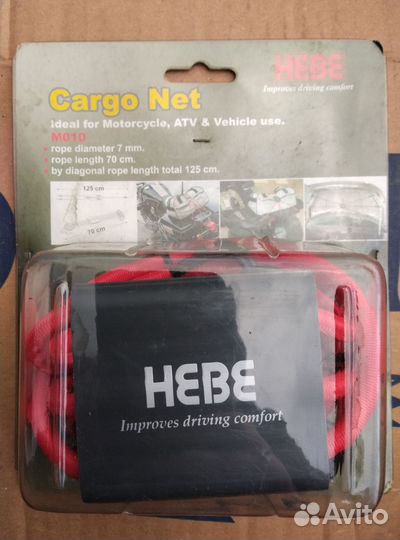 Cargo Net
HEBE
Improves driving comfort
Ideal for Motorcycle, ATV & Vehicle use.
M010
• rope diameter 7 mm.
• rope length 70 cm.
• by diagonal rope length total 125 cm.
125 cm
70 cm
HEBE
Improves driving comfort
Avito